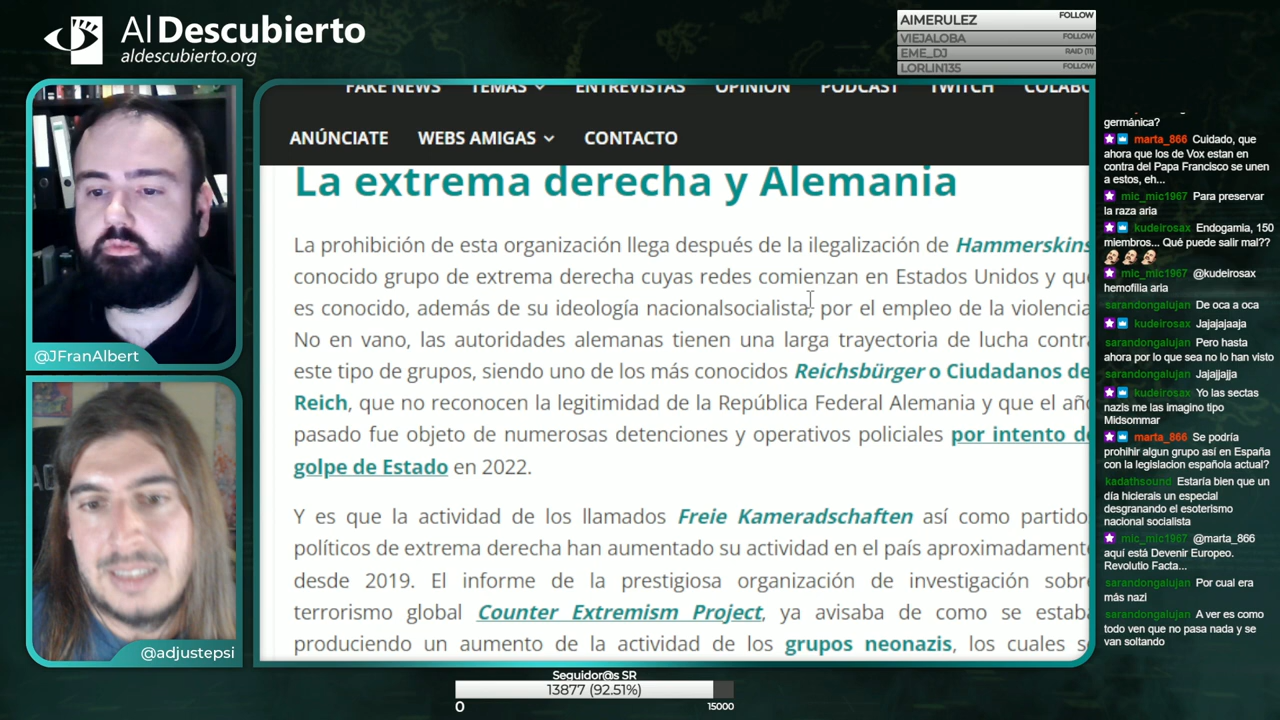 Al Descubierto
aldescubierto.org
AIMERULEZ FOLLOW
VIEJALOBA FOLLOW
EME_DJ RAID (11)
LORLIN135 FOLLOW
@JFranAlbert
@adjustepsi
FAKE NEWS TEMAS ENTREVISTAS OPINIÓN PODCAST TWITCH COLABO
ANÚNCIATE WEBS AMIGAS CONTACTO
La extrema derecha y Alemania
La prohibición de esta organización llega después de la ilegalización de Hammerskins
conocido grupo de extrema derecha cuyas redes comienzan en Estados Unidos y que
es conocido, además de su ideología nacionalsocialista, por el empleo de la violencia
No en vano, las autoridades alemanas tienen una larga trayectoria de lucha contra
este tipo de grupos, siendo uno de los más conocidos Reichsbürger o Ciudadanos de
Reich, que no reconocen la legitimidad de la República Federal Alemania y que el año
pasado fue objeto de numerosas detenciones y operativos policiales por intento de
golpe de Estado en 2022.
Y es que la actividad de los llamados Freie Kameradschaften así como partido
políticos de extrema derecha han aumentado su actividad en el país aproximadament
desde 2019. El informe de la prestigiosa organización de investigación sobre
terrorismo global Counter Extremism Project, ya avisaba de como se estaba
produciendo un aumento de la actividad de los grupos neonazis, los cuales s
germánica?
marta_866 Cuidado, que
ahora que los de Vox estan en
contra del Papa Francisco se unen
a estos, eh...
mic_mic1967 Para preservar
la raza aria
kudeirosax Endogamia, 150
miembros... Qué puede salir mal??
mic_mic1967 @kudeirosax
hemofilia aria
sarandongalujan De oca a oca
kudeirosax Jajajajaaja
sarandongalujan Pero hasta
ahora por lo que sea no lo han visto
sarandongalujan Jajajjajja
kudeirosax Yo las sectas
nazis me las Imagino tipo
Midsommar
marta_866 Se podría
prohihir algun grupo así en España
con la legislacion española actual?
kadathsound Estaría bien que un
día hicierais un especial
desgranando el esoterismo
nacional socialista
mic_mic1967 @marta_866
aquí está Devenir Europeo.
Revolutio Facta...
sarandongalujan Por cual era
más nazi
sarandongalujan A ver es como
todo ven que no pasa nada y se
van soltando
Seguidor@s SR
13877 (92.51%)
0 15000